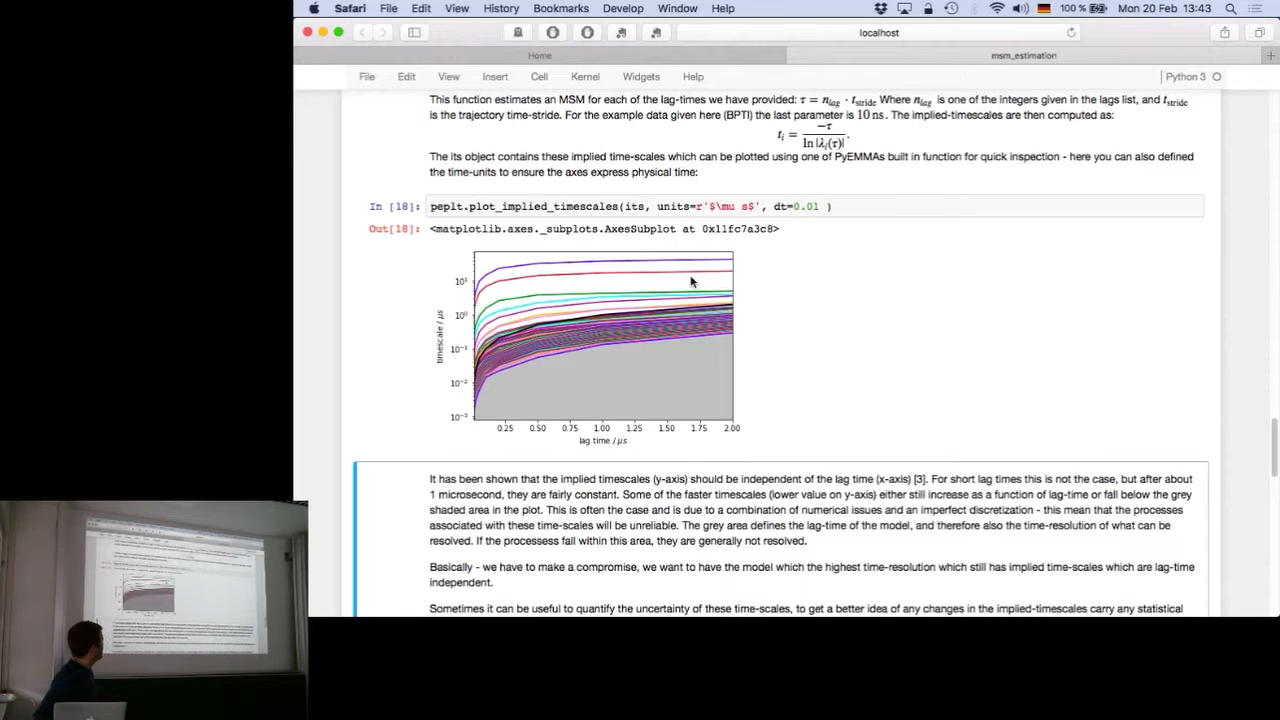 Safari File Edit View History Bookmarks Develop Window Help 100 % Mon 20 Feb 13:43
localhost
Home msm_estimation
File Edit View Insert Cell Kernel Widgets Help Python 3
This function estimates an MSM for each of the lag-times we have provided: τ = n_lag · t_stride Where n_lag is one of the integers given in the lags list, and t_stride
is the trajectory time-stride. For the example data given here (BPTI) the last parameter is 10 ns. The implied-timescales are then computed as:
t_i = −τ / ln |λ_i(τ)| .
The its object contains these implied time-scales which can be plotted using one of PyEMMAs built in function for quick inspection - here you can also defined
the time-units to ensure the axes express physical time:
In [18]: peplt.plot_implied_timescales(its, units=r'$\mu s$', dt=0.01 )
Out[18]: <matplotlib.axes._subplots.AxesSubplot at 0x11fc7a3c8>
10^1
10^0
10^-1
10^-2
10^-3
timescale / μs
0.25 0.50 0.75 1.00 1.25 1.50 1.75 2.00
lag time / μs
It has been shown that the implied timescales (y-axis) should be independent of the lag time (x-axis) [3]. For short lag times this is not the case, but after about
1 microsecond, they are fairly constant. Some of the faster timescales (lower value on y-axis) either still increase as a function of lag-time or fall below the grey
shaded area in the plot. This is often the case and is due to a combination of numerical issues and an imperfect discretization - this mean that the processes
associated with these time-scales will be unreliable. The grey area defines the lag-time of the model, and therefore also the time-resolution of what can be
resolved. If the processess fall within this area, they are generally not resolved.
Basically - we have to make a compromise, we want to have the model which the highest time-resolution which still has implied time-scales which are lag-time
independent.
Sometimes it can be useful to quantify the uncertainty of these time-scales, to get a better idea of any changes in the implied-timescales carry any statistical